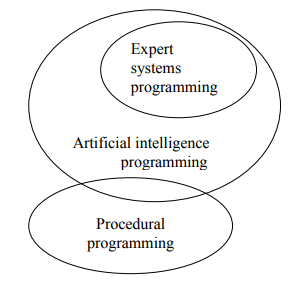 Expert
systems
programming
Artificial intelligence
programming
Procedural
programming